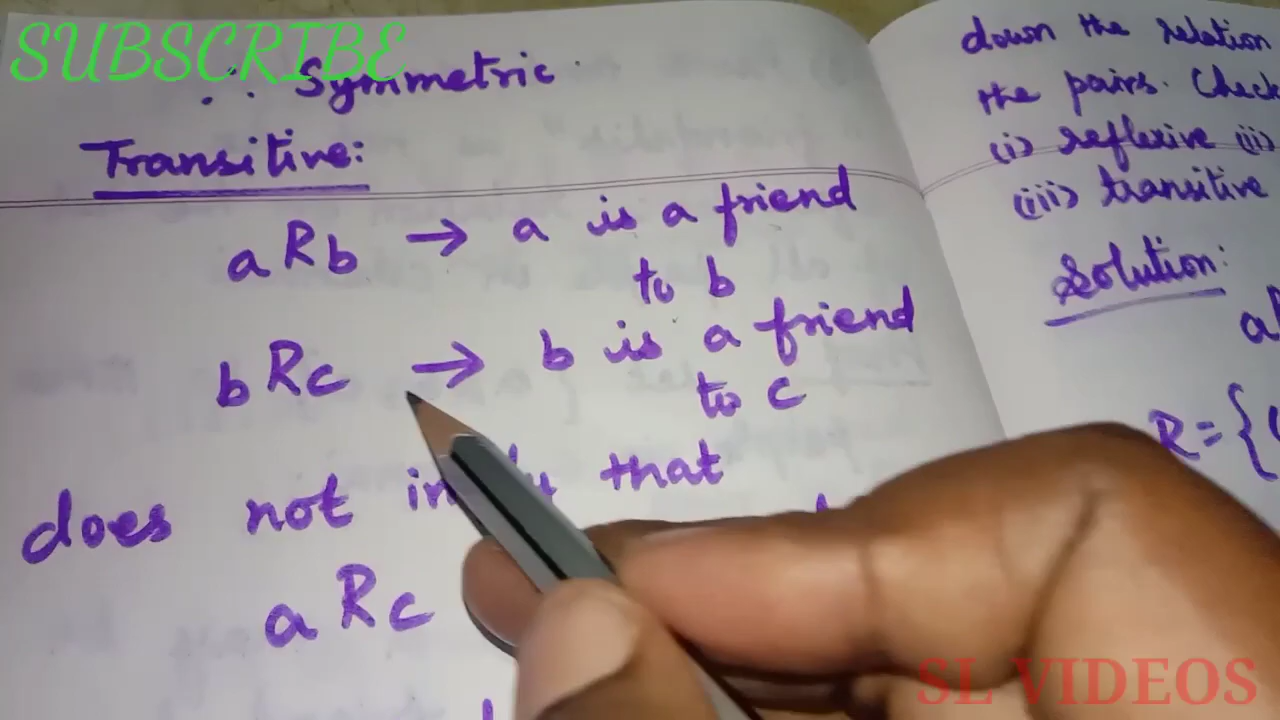 SUBSCRIBE
∴ Symmetric
Transitive:
aRb → a is a friend
to b
bRc → b is a friend
to c
does not that
aRc
down the relation
the pairs. Check
(i) reflexive (ii)
(iii) transitive
Solution:
R={
SL VIDEOS